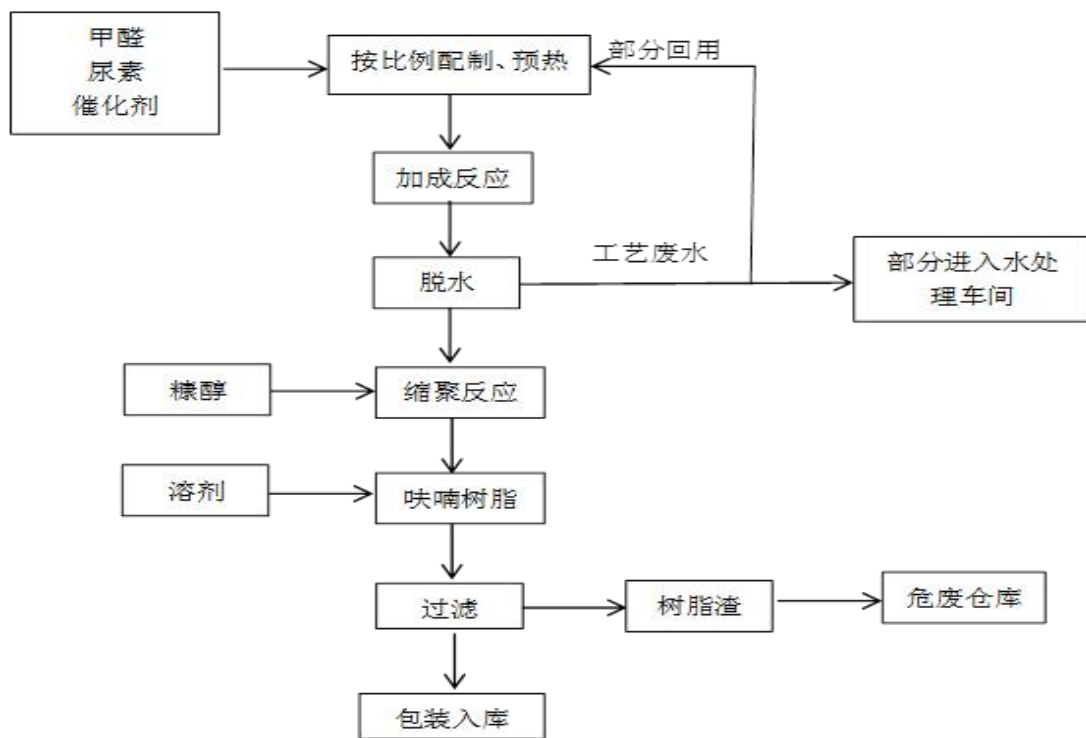 甲醛
尿素
催化剂
按比例配制、预热
部分回用
加成反应
脱水
工艺废水
部分进入水处
理车间
糠醇
缩聚反应
溶剂
呋喃树脂
过滤
树脂渣
危废仓库
包装入库